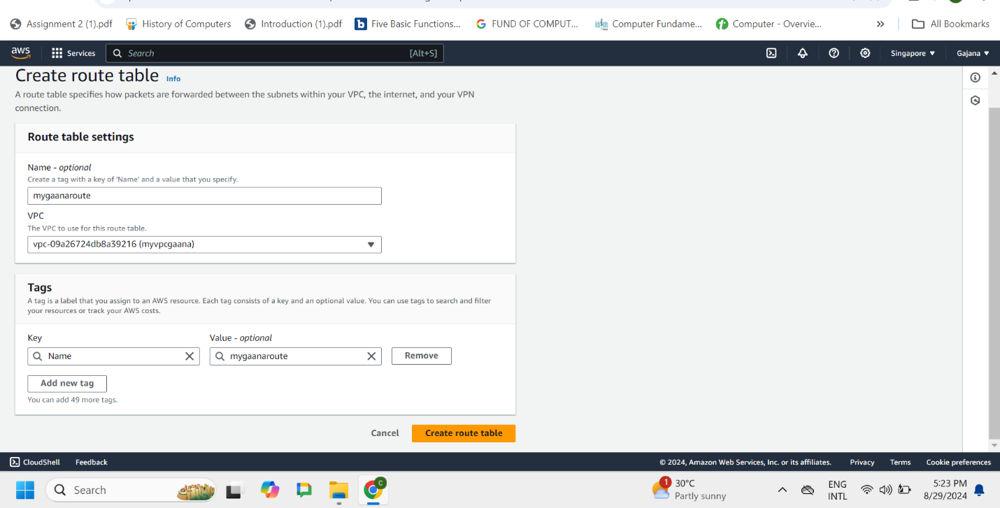 Assignment 2 (1).pdf
History of Computers
Introduction (1).pdf
Five Basic Functions...
FUND OF COMPUT...
Computer Fundame...
Computer - Overvie...
»
All Bookmarks
aws
Services
Search
[Alt+S]
Singapore
Gajana
Create route table Info
A route table specifies how packets are forwarded between the subnets within your VPC, the internet, and your VPN
connection.
Route table settings
Name - optional
Create a tag with a key of 'Name' and a value that you specify.
mygaanaroute
VPC
The VPC to use for this route table.
vpc-09a26724db8a39216 (myvpcgaana)
Tags
A tag is a label that you assign to an AWS resource. Each tag consists of a key and an optional value. You can use tags to search and filter
your resources or track your AWS costs.
Key
Value - optional
Name
mygaanaroute
Remove
Add new tag
You can add 49 more tags.
Cancel
Create route table
CloudShell
Feedback
© 2024, Amazon Web Services, Inc. or its affiliates.
Privacy
Terms
Cookie preferences
Search
C
1
30°C
Partly sunny
ENG
INTL
5:23 PM
8/29/2024